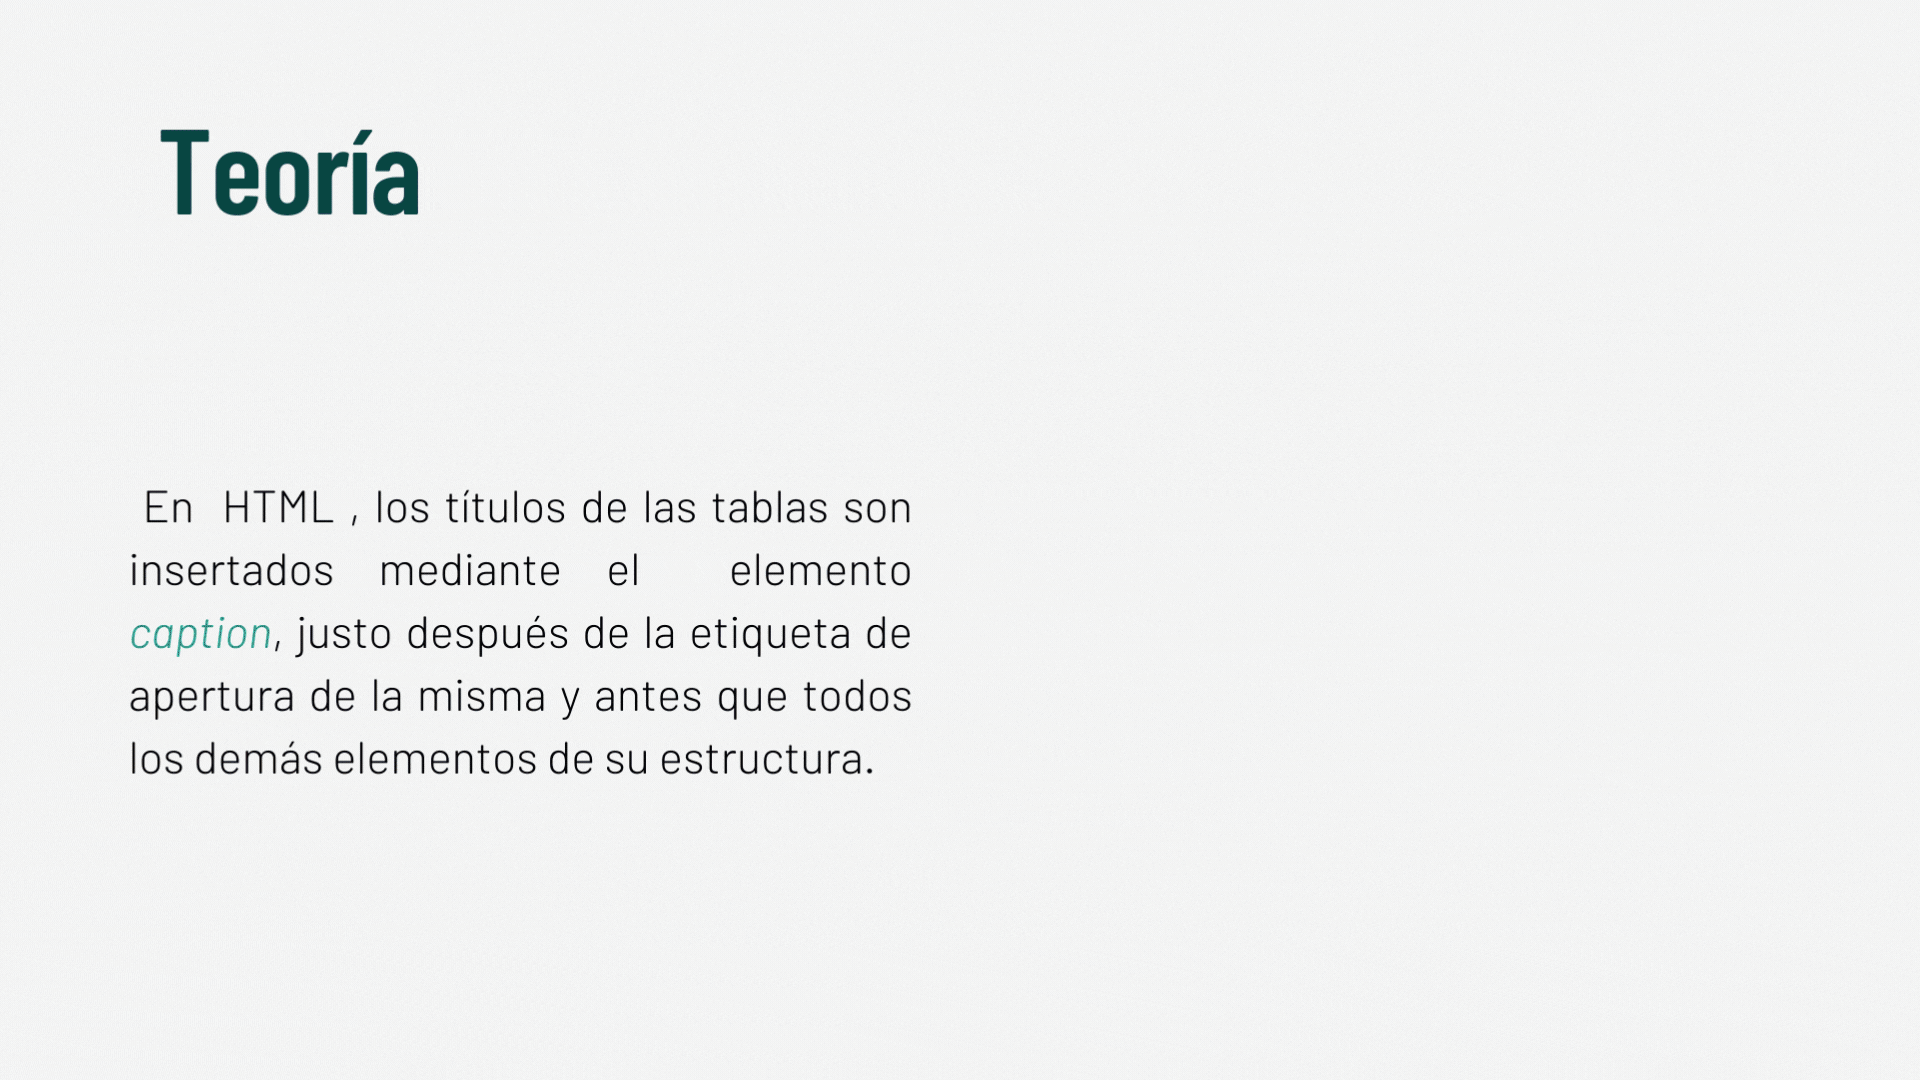 Teoría
En HTML , los títulos de las tablas son
insertados mediante el elemento
caption, justo después de la etiqueta de
apertura de la misma y antes que todos
los demás elementos de su estructura.